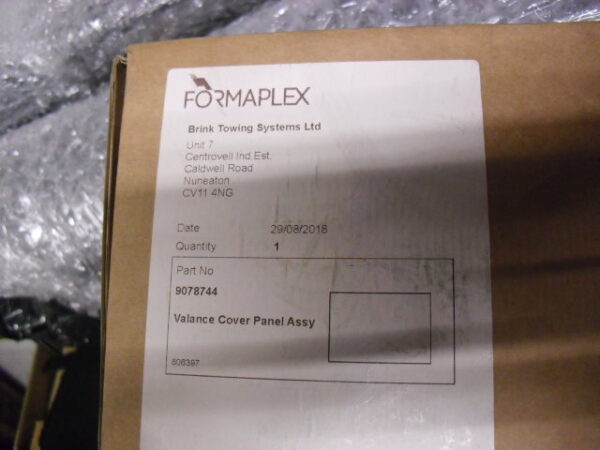 FORMAPLEX
Brink Towing Systems Ltd
Unit 7
Centrovell Ind.Est.
Caldwell Road
Nuneaton
CV11 4NG
Date 29/08/2018
Quantity 1
Part No
9078744
Valance Cover Panel Assy
606397